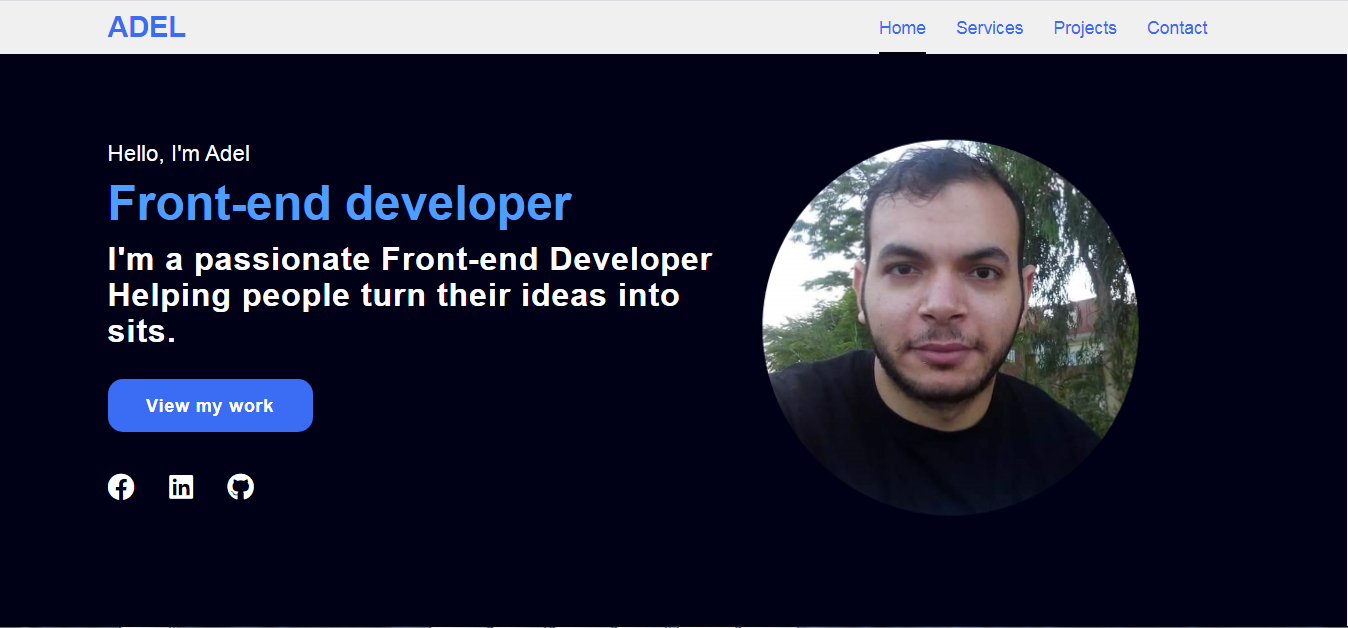 ADEL
Home Services Projects Contact
Hello, I'm Adel
Front-end developer
I'm a passionate Front-end Developer
Helping people turn their ideas into
sits.
View my work